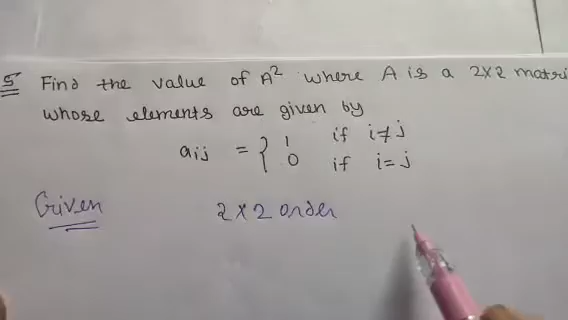 5 Find the value of A² where A is a 2x2 matri
whose elements are given by
aij = { 1 if i≠j
0 if i=j
Given 2x2 order